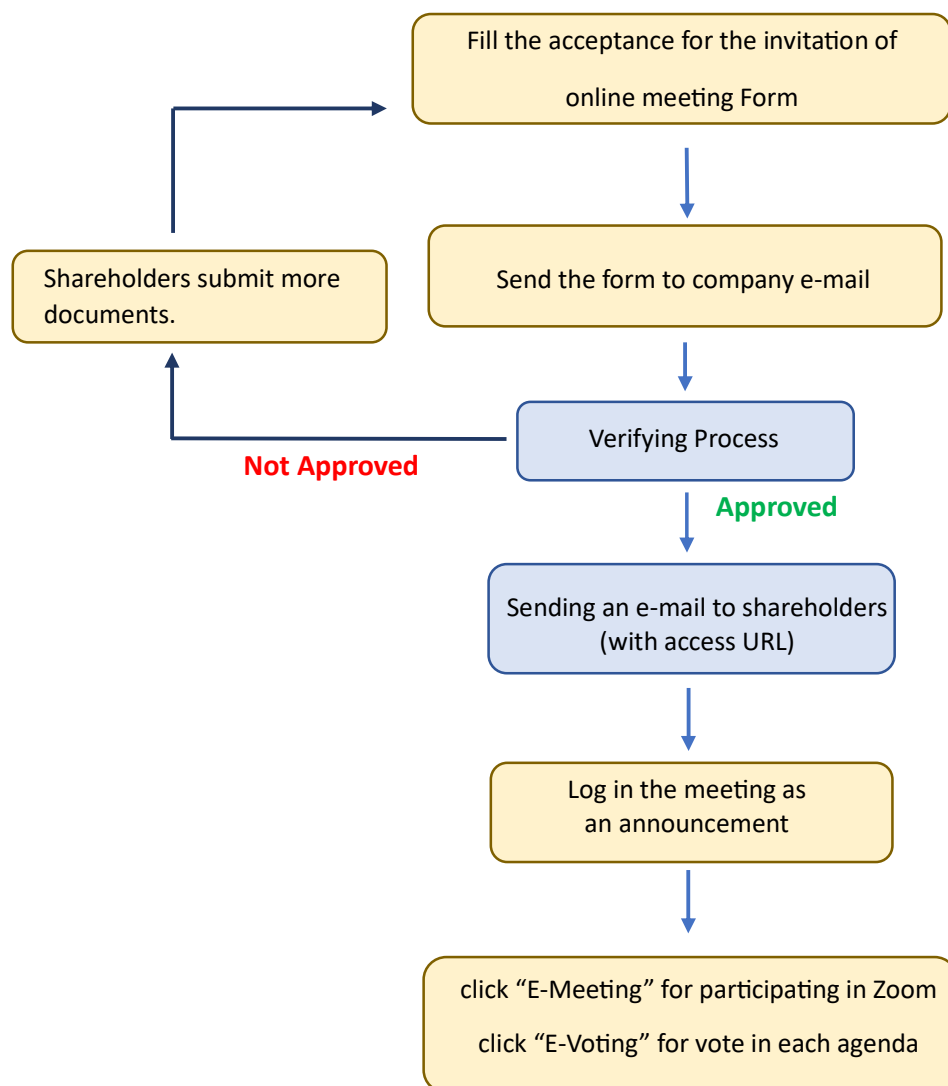 Fill the acceptance for the invitation of
online meeting Form
Shareholders submit more
documents.
Send the form to company e-mail
Verifying Process
Not Approved
Approved
Sending an e-mail to shareholders
(with access URL)
Log in the meeting as
an announcement
click “E-Meeting” for participating in Zoom
click “E-Voting” for vote in each agenda